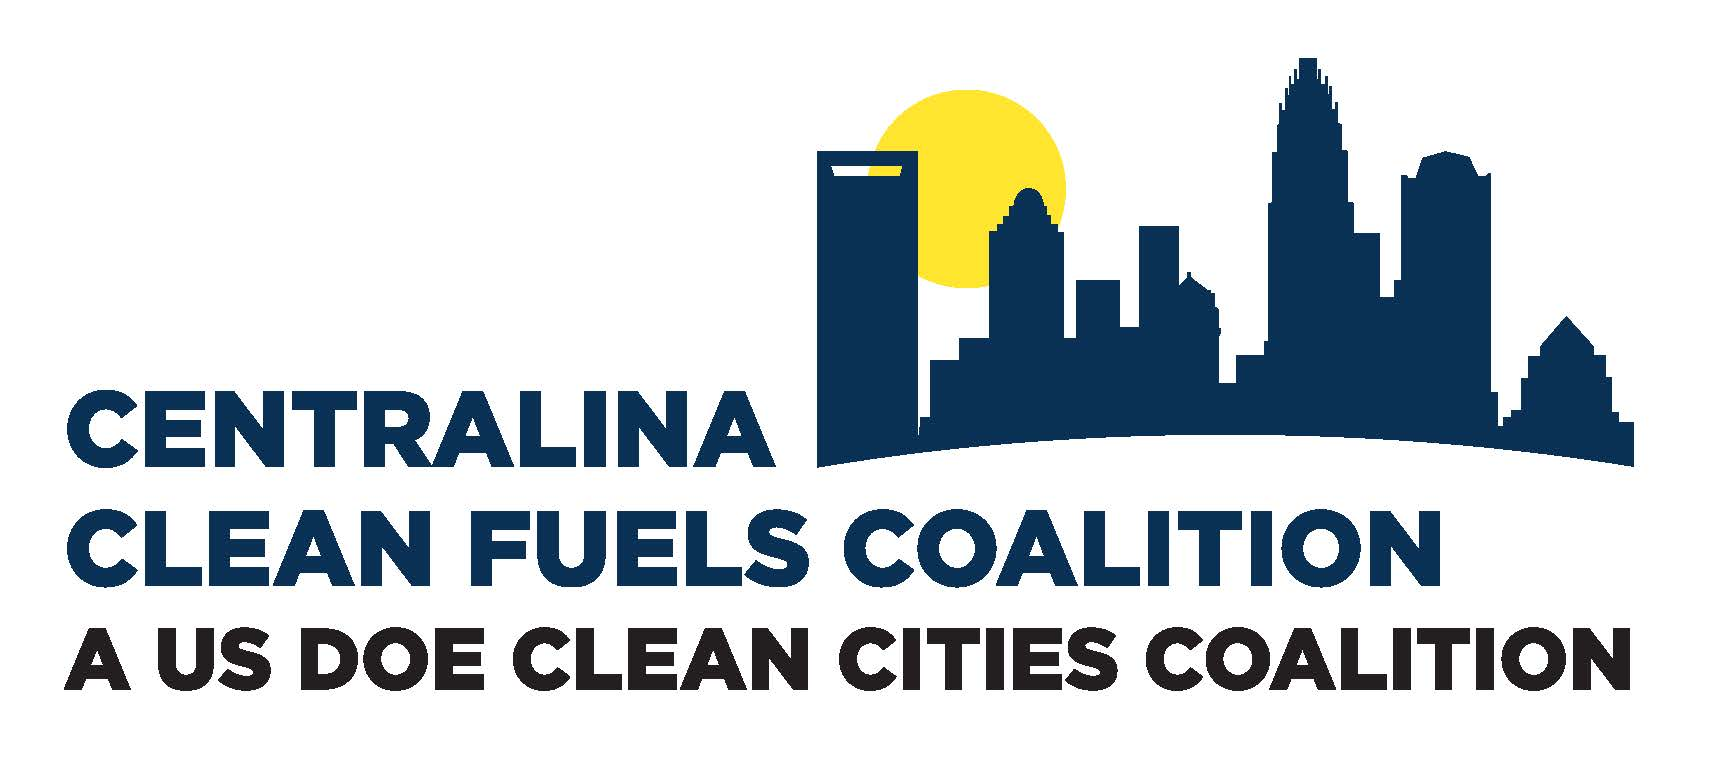 CENTRALINA
CLEAN FUELS COALITION
A US DOE CLEAN CITIES COALITION